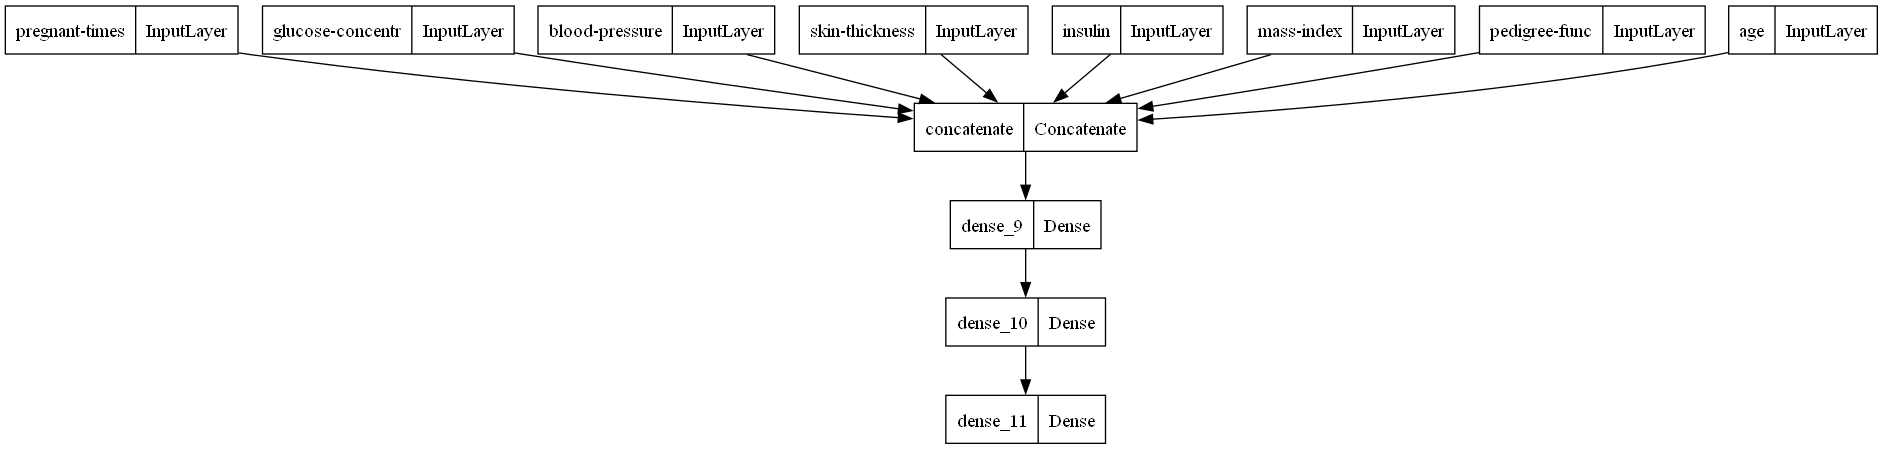 pregnant-times InputLayer glucose-concentr InputLayer blood-pressure InputLayer skin-thickness InputLayer insulin InputLayer mass-index InputLayer pedigree-func InputLayer age InputLayer
concatenate Concatenate
dense_9 Dense
dense_10 Dense
dense_11 Dense